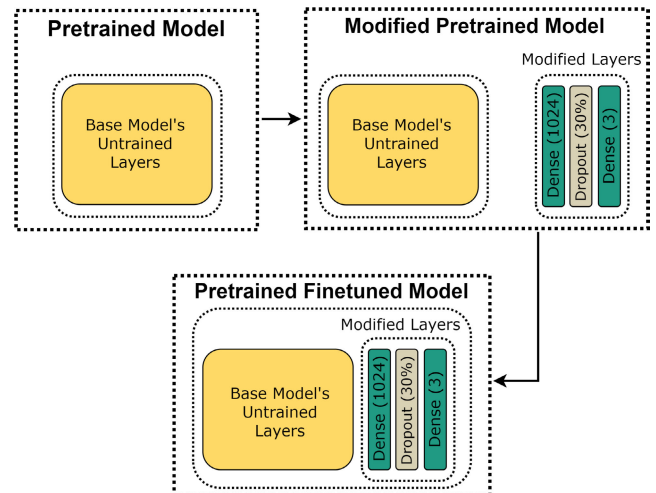 Pretrained Model
Base Model's
Untrained
Layers
Modified Pretrained Model
Modified Layers
Base Model's
Untrained
Layers
Dense (1024)
Dropout (30%)
Dense (3)
Pretrained Finetuned Model
Modified Layers
Base Model's
Untrained
Layers
Dense (1024)
Dropout (30%)
Dense (3)